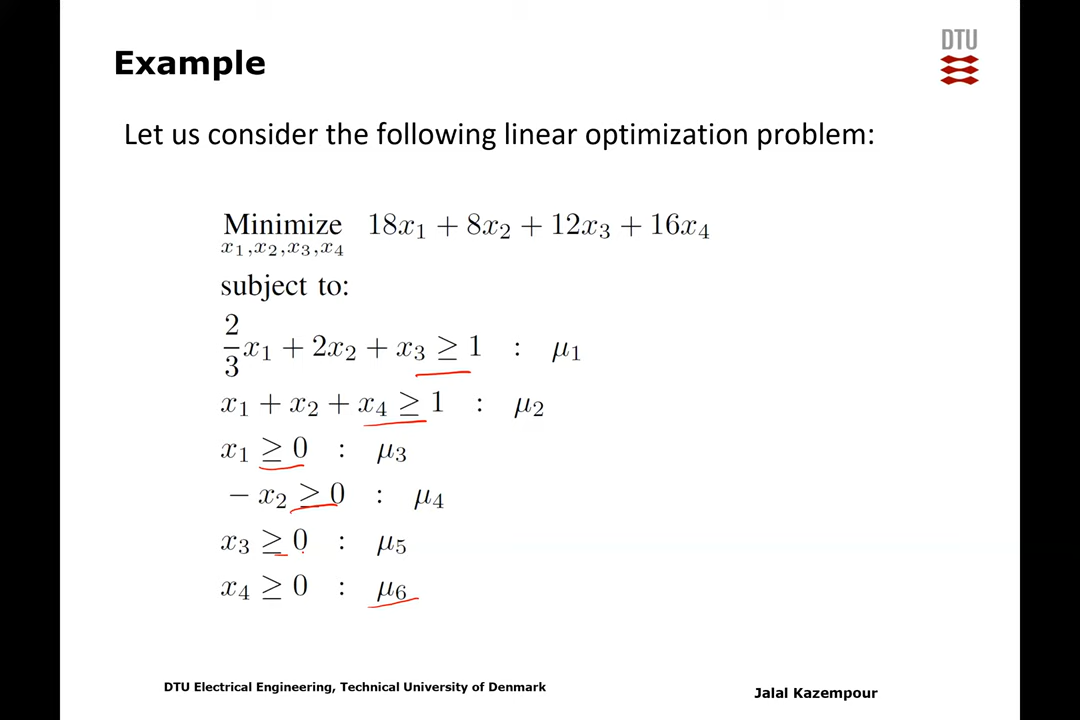 DTU
Example
Let us consider the following linear optimization problem:
Minimize 18x₁ + 8x₂ + 12x₃ + 16x₄
x₁,x₂,x₃,x₄
subject to:
2/3 x₁ + 2x₂ + x₃ ≥ 1 : μ₁
x₁ + x₂ + x₄ ≥ 1 : μ₂
x₁ ≥ 0 : μ₃
− x₂ ≥ 0 : μ₄
x₃ ≥ 0 : μ₅
x₄ ≥ 0 : μ₆
DTU Electrical Engineering, Technical University of Denmark
Jalal Kazempour